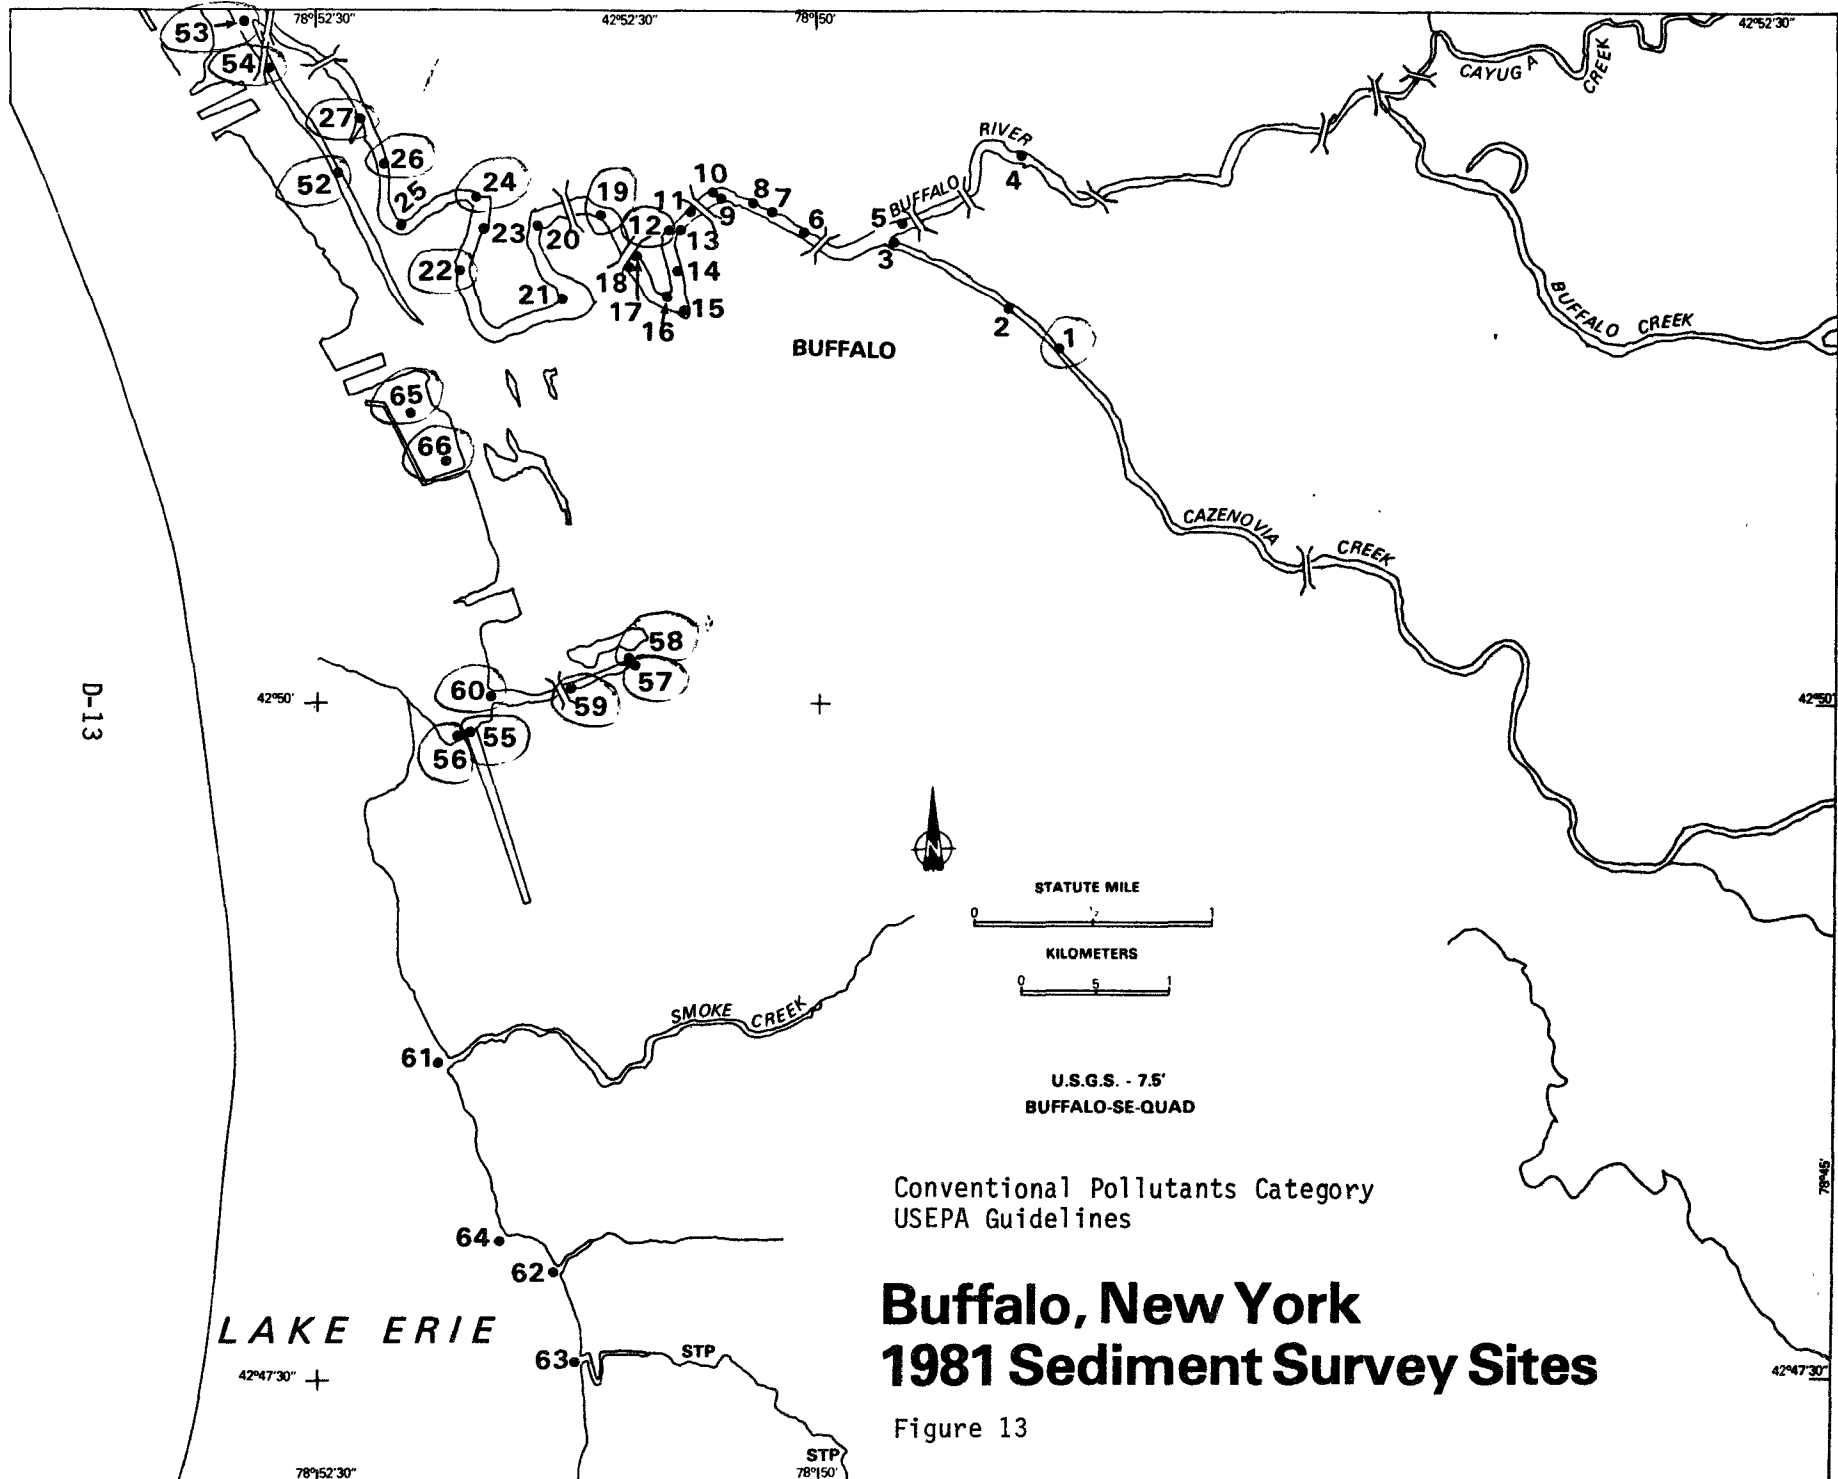 78°52'30"
42°52'30"
78°50'
42°52'30"
53
54
27
26
52
25
24
23
22
20
21
19
18
17
16
15
14
13
12
11
10
9
8
7
6
5
BUFFALO
RIVER
4
3
2
1
CAYUGA
CREEK
BUFFALO CREEK
BUFFALO
65
66
CAZENOVIA
CREEK
58
57
59
60
55
56
42°50'
42°50'
D-13
N
STATUTE MILE
0 ½ 1
KILOMETERS
0 5 1
SMOKE CREEK
61
U.S.G.S. - 7.5'
BUFFALO-SE-QUAD
78°45'
Conventional Pollutants Category
USEPA Guidelines
64
62
Buffalo, New York
1981 Sediment Survey Sites
LAKE ERIE
63
STP
42°47'30"
42°47'30"
Figure 13
STP
78°52'30"
78°50'